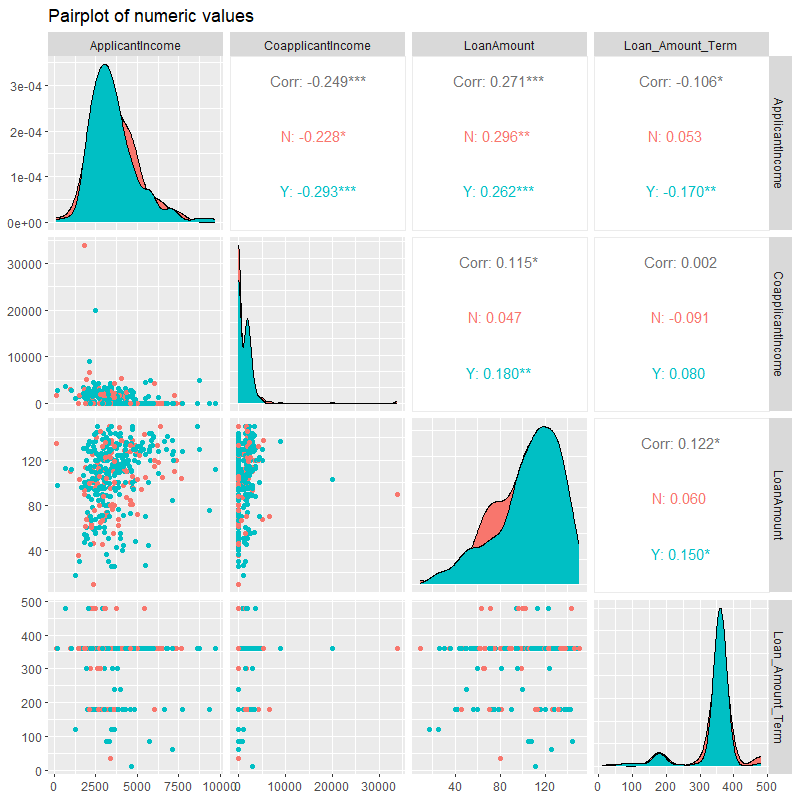 Pairplot of numeric values
ApplicantIncome CoapplicantIncome LoanAmount Loan_Amount_Term
3e-04
2e-04
1e-04
0e+00
Corr: -0.249***
N: -0.228*
Y: -0.293***
Corr: 0.271***
N: 0.296**
Y: 0.262***
Corr: -0.106*
N: 0.053
Y: -0.170**
ApplicantIncome
30000
20000
10000
0
Corr: 0.115*
N: 0.047
Y: 0.180**
Corr: 0.002
N: -0.091
Y: 0.080
CoapplicantIncome
120
80
40
Corr: 0.122*
N: 0.060
Y: 0.150*
LoanAmount
500
400
300
200
100
0
Loan_Amount_Term
0 2500 5000 7500 10000
0 10000 20000 30000
40 80 120
0 100 200 300 400 500